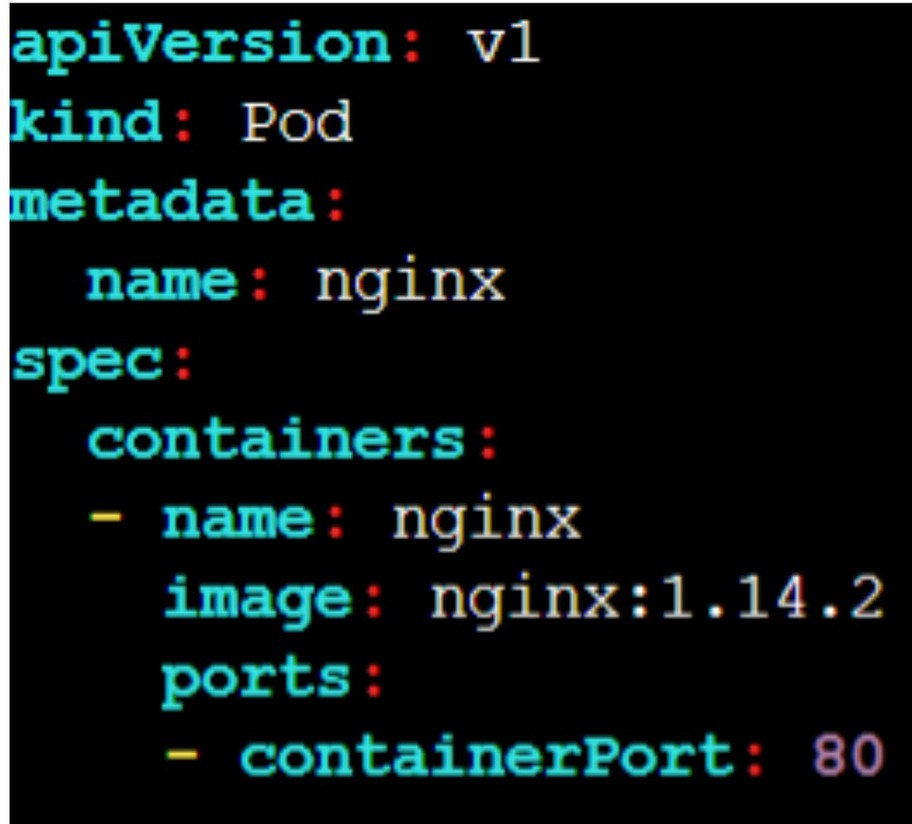 apiVersion: v1
kind: Pod
metadata:
  name: nginx
spec:
  containers:
  - name: nginx
    image: nginx:1.14.2
    ports:
    - containerPort: 80